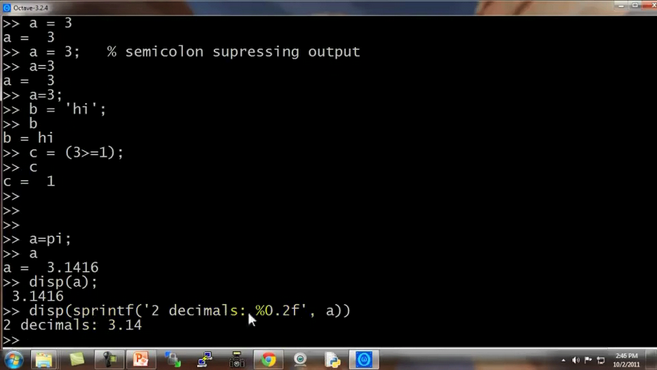 Octave-3.2.4
>> a = 3
a =  3
>> a = 3;   % semicolon supressing output
>> a=3
a =  3
>> a=3;
>> b = 'hi';
>> b
b = hi
>> c = (3>=1);
>> c
c =  1
>>
>>
>>
>> a=pi;
>> a
a =  3.1416
>> disp(a);
 3.1416
>> disp(sprintf('2 decimals: %0.2f', a))
2 decimals: 3.14
>>
2:46 PM
10/2/2011